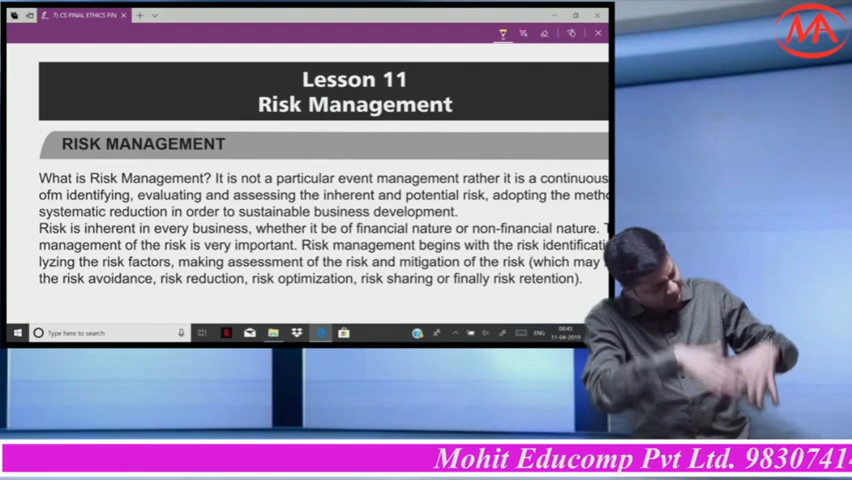 7) CS FINAL ETHICS FIN
MA
Lesson 11
Risk Management
RISK MANAGEMENT
What is Risk Management? It is not a particular event management rather it is a continuous
ofm identifying, evaluating and assessing the inherent and potential risk, adopting the metho
systematic reduction in order to sustainable business development.
Risk is inherent in every business, whether it be of financial nature or non-financial nature. T
management of the risk is very important. Risk management begins with the risk identificati
lyzing the risk factors, making assessment of the risk and mitigation of the risk (which may
the risk avoidance, risk reduction, risk optimization, risk sharing or finally risk retention).
Type here to search
ENG
08:45
11-04-2019
Mohit Educomp Pvt Ltd. 98307414